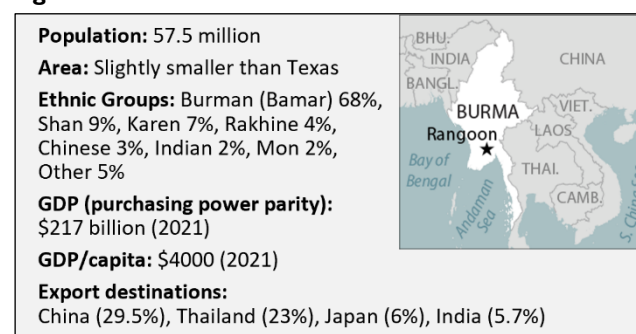 Population: 57.5 million
Area: Slightly smaller than Texas
Ethnic Groups: Burman (Bamar) 68%,
Shan 9%, Karen 7%, Rakhine 4%,
Chinese 3%, Indian 2%, Mon 2%,
Other 5%
GDP (purchasing power parity):
$217 billion (2021)
GDP/capita: $4000 (2021)
Export destinations:
China (29.5%), Thailand (23%), Japan (6%), India (5.7%)
BHU.
INDIA
CHINA
BANGL.
BURMA
VIET.
Rangoon
LAOS
Bay of
Bengal
THAI.
Andaman
Sea
CAMB.
S. China